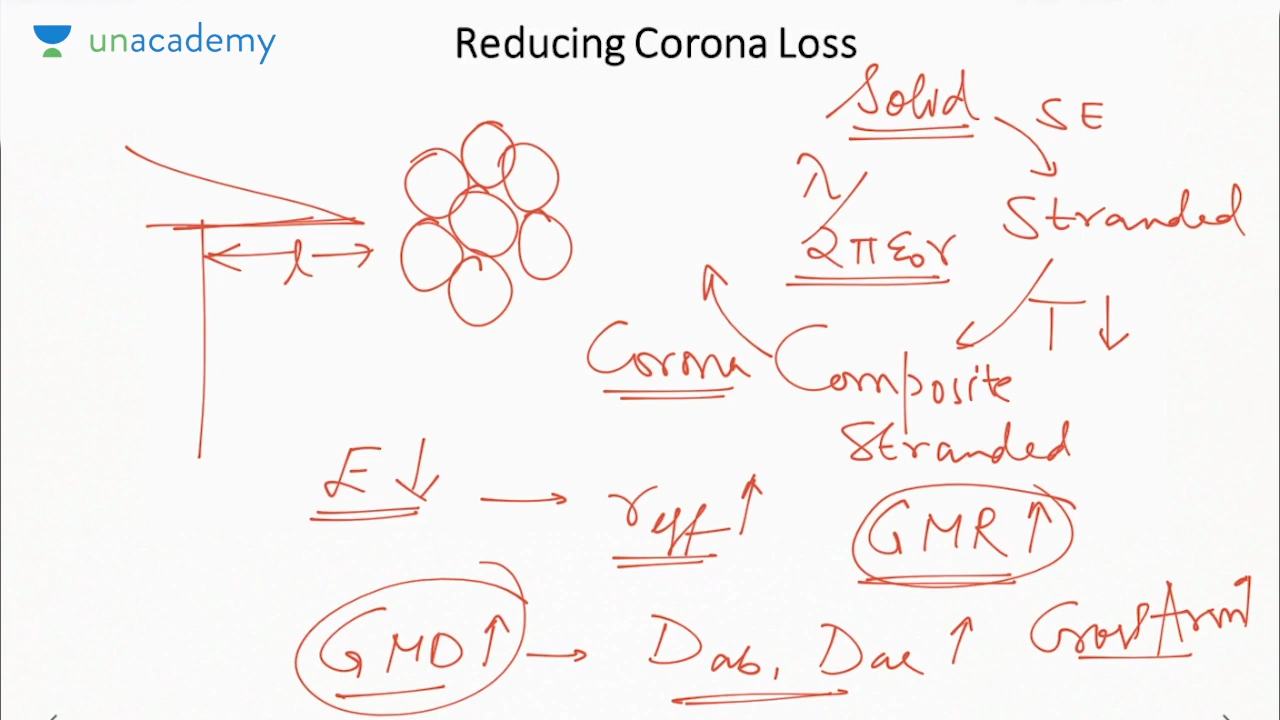 unacademy
Reducing Corona Loss
Solid
SE
λ
2πε₀r
Stranded
l
T↓
Corona
Composite
Stranded
E↓ → r_eff ↑
GMR↑
GMD↑ → Dab, Dac ↑
Cross Arm↑